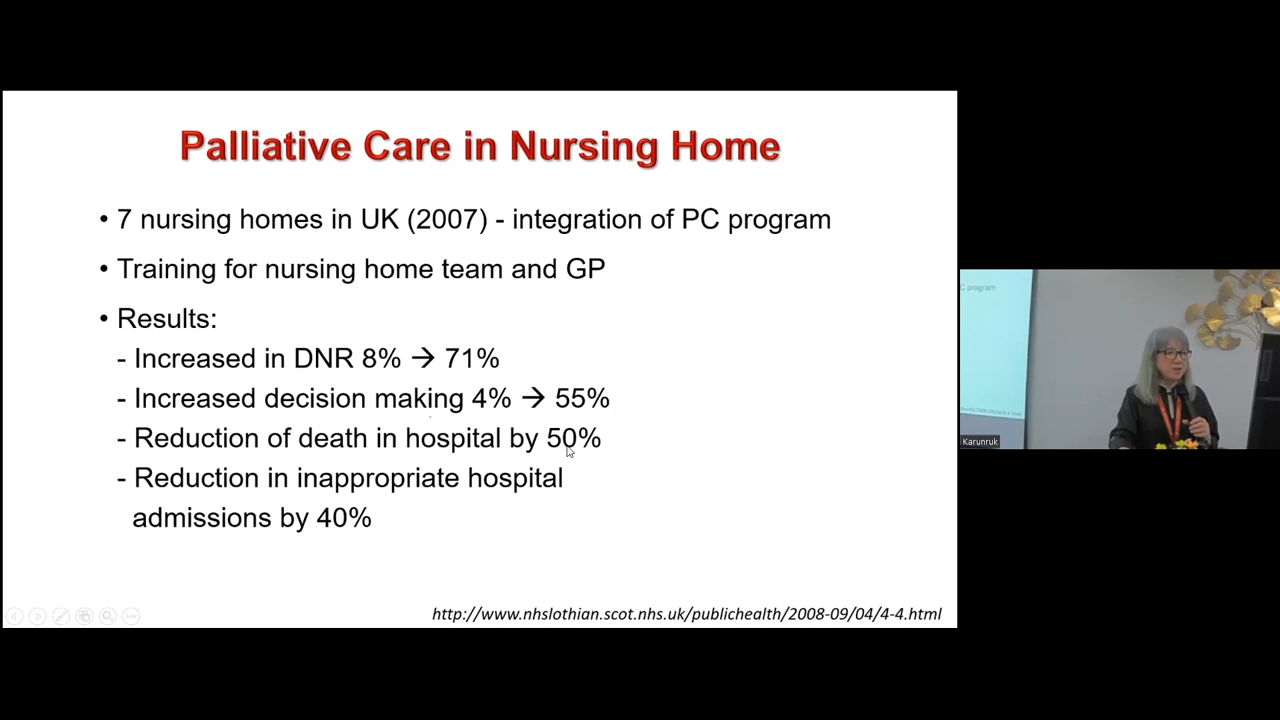 Palliative Care in Nursing Home
• 7 nursing homes in UK (2007) - integration of PC program
• Training for nursing home team and GP
• Results:
- Increased in DNR 8% → 71%
- Increased decision making 4% → 55%
- Reduction of death in hospital by 50%
- Reduction in inappropriate hospital
admissions by 40%
http://www.nhslothian.scot.nhs.uk/publichealth/2008-09/04/4-4.html
C program
Karunruk